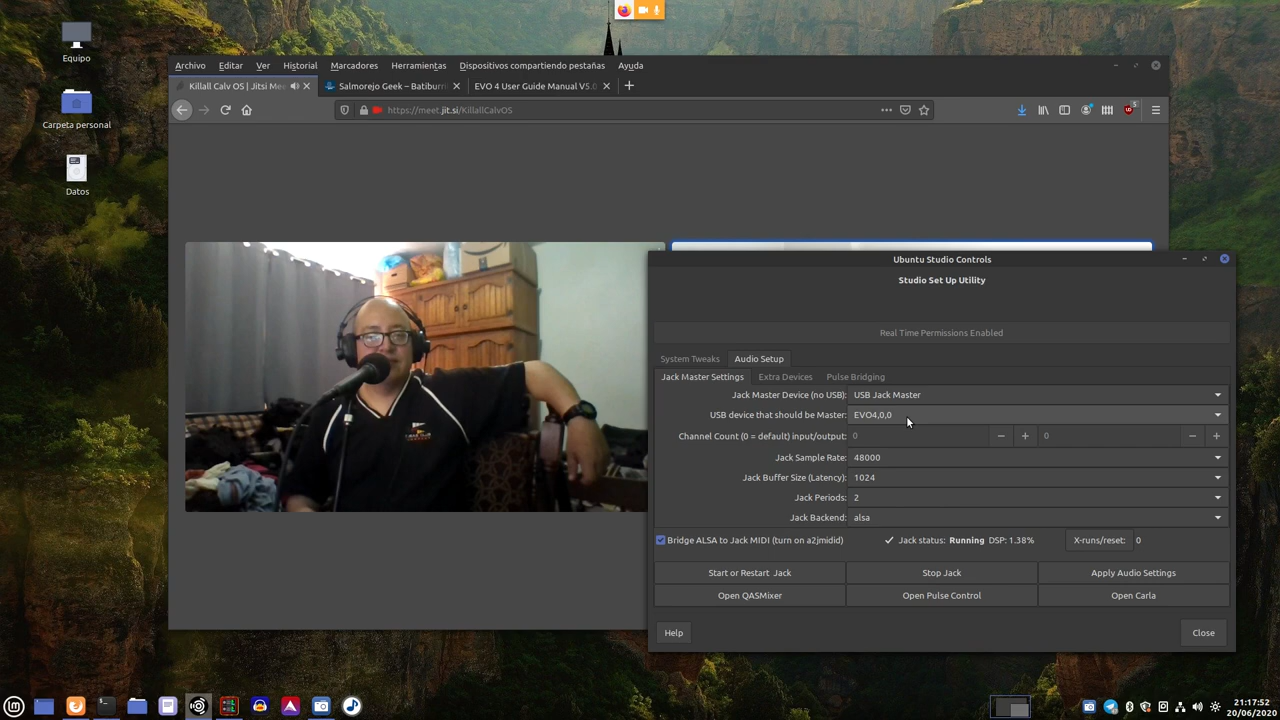 Equipo
Carpeta personal
Datos
Archivo Editar Ver Historial Marcadores Herramientas Dispositivos compartiendo pestañas Ayuda
Killall Calv OS | Jitsi Mee
Salmorejo Geek – Batiburr
EVO 4 User Guide Manual V5.0
https://meet.jit.si/KillallCalvOS
5
Ubuntu Studio Controls
Studio Set Up Utility
Real Time Permissions Enabled
System Tweaks Audio Setup
Jack Master Settings Extra Devices Pulse Bridging
Jack Master Device (no USB): USB Jack Master
USB device that should be Master: EVO4,0,0
Channel Count (0 = default) input/output: 0 − + 0 − +
Jack Sample Rate: 48000
Jack Buffer Size (Latency): 1024
Jack Periods: 2
Jack Backend: alsa
Bridge ALSA to Jack MIDI (turn on a2jmidid) Jack status: Running DSP: 1.38% X-runs/reset: 0
Start or Restart Jack Stop Jack Apply Audio Settings
Open QASMixer Open Pulse Control Open Carla
Help Close
21:17:52
20/06/2020